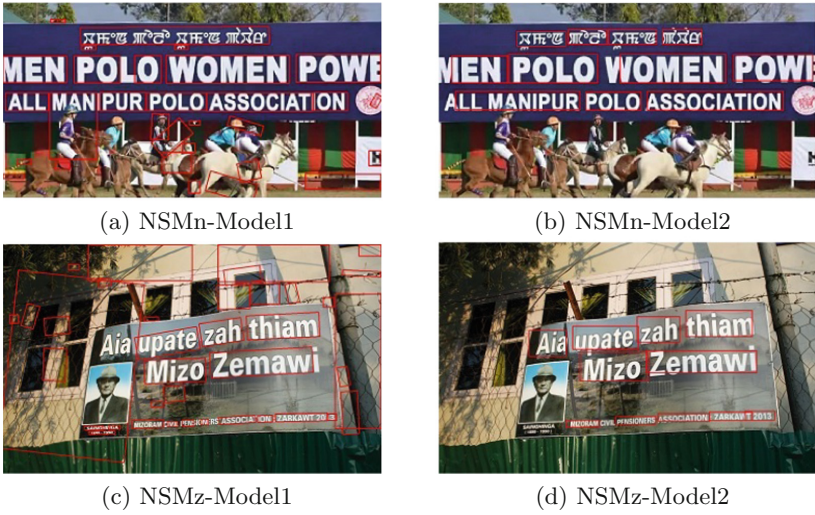 MEN POLO WOMEN POWE
ALL MANIPUR POLO ASSOCIATION
(a) NSMn-Model1
MEN POLO WOMEN POWE
ALL MANIPUR POLO ASSOCIATION
(b) NSMn-Model2
Aia upate zah thiam
Mizo Zemawi
MIZORAM CIVIL PENSIONERS' ASSOCIATION ZARKAWT 2013
(c) NSMz-Model1
Aia upate zah thiam
Mizo Zemawi
MIZORAM CIVIL PENSIONERS' ASSOCIATION ZARKAWT 2013
(d) NSMz-Model2